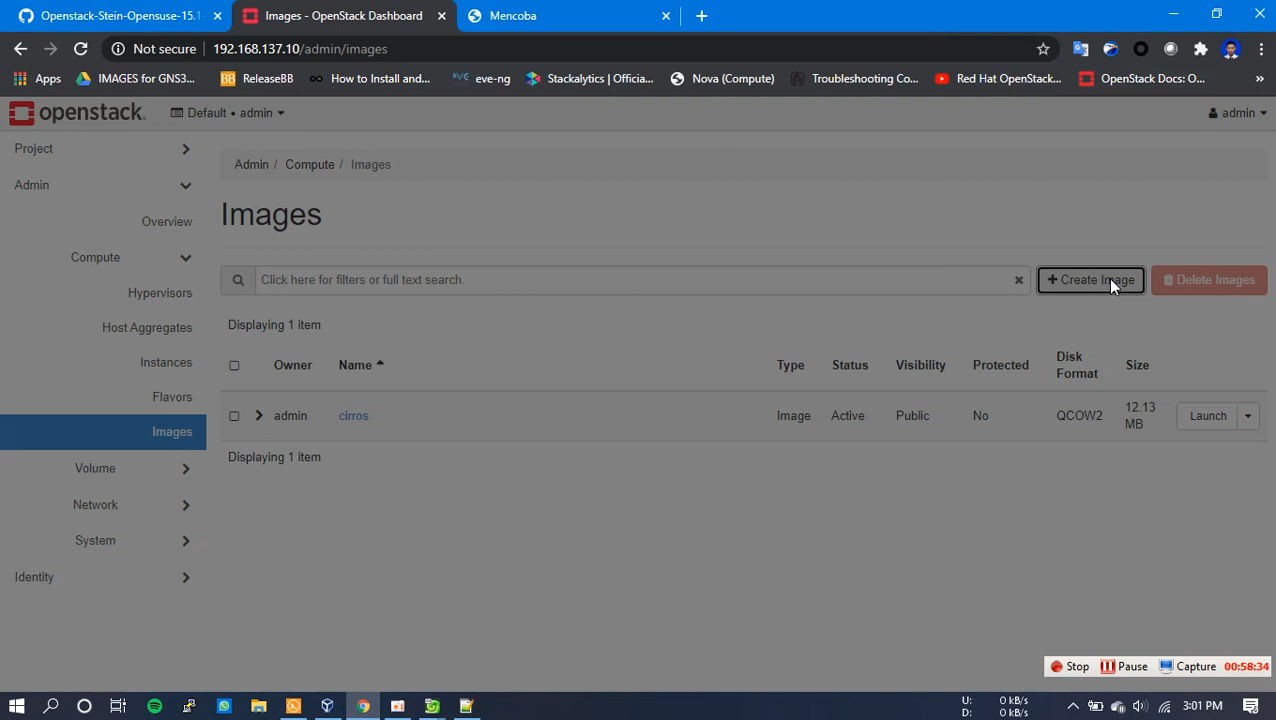 Openstack-Stein-Opensuse-15.1
Images - OpenStack Dashboard
Mencoba
Not secure
192.168.137.10/admin/images
Apps
IMAGES for GNS3...
BB
ReleaseBB
How to Install and...
eve-ng
Stackalytics | Officia...
Nova (Compute)
Troubleshooting Co...
Red Hat OpenStack...
OpenStack Docs: O...
»
openstack.
Default • admin
admin
Project
Admin
Overview
Compute
Hypervisors
Host Aggregates
Instances
Flavors
Images
Volume
Network
System
Identity
Admin / Compute / Images
Images
Click here for filters or full text search.
+ Create Image
Delete Images
Displaying 1 item
Owner Name Type Status Visibility Protected Disk Format Size
admin cirros Image Active Public No QCOW2 12.13 MB Launch
Displaying 1 item
Stop Pause Capture 00:58:34
U: 0 kB/s
D: 0 kB/s
3:01 PM